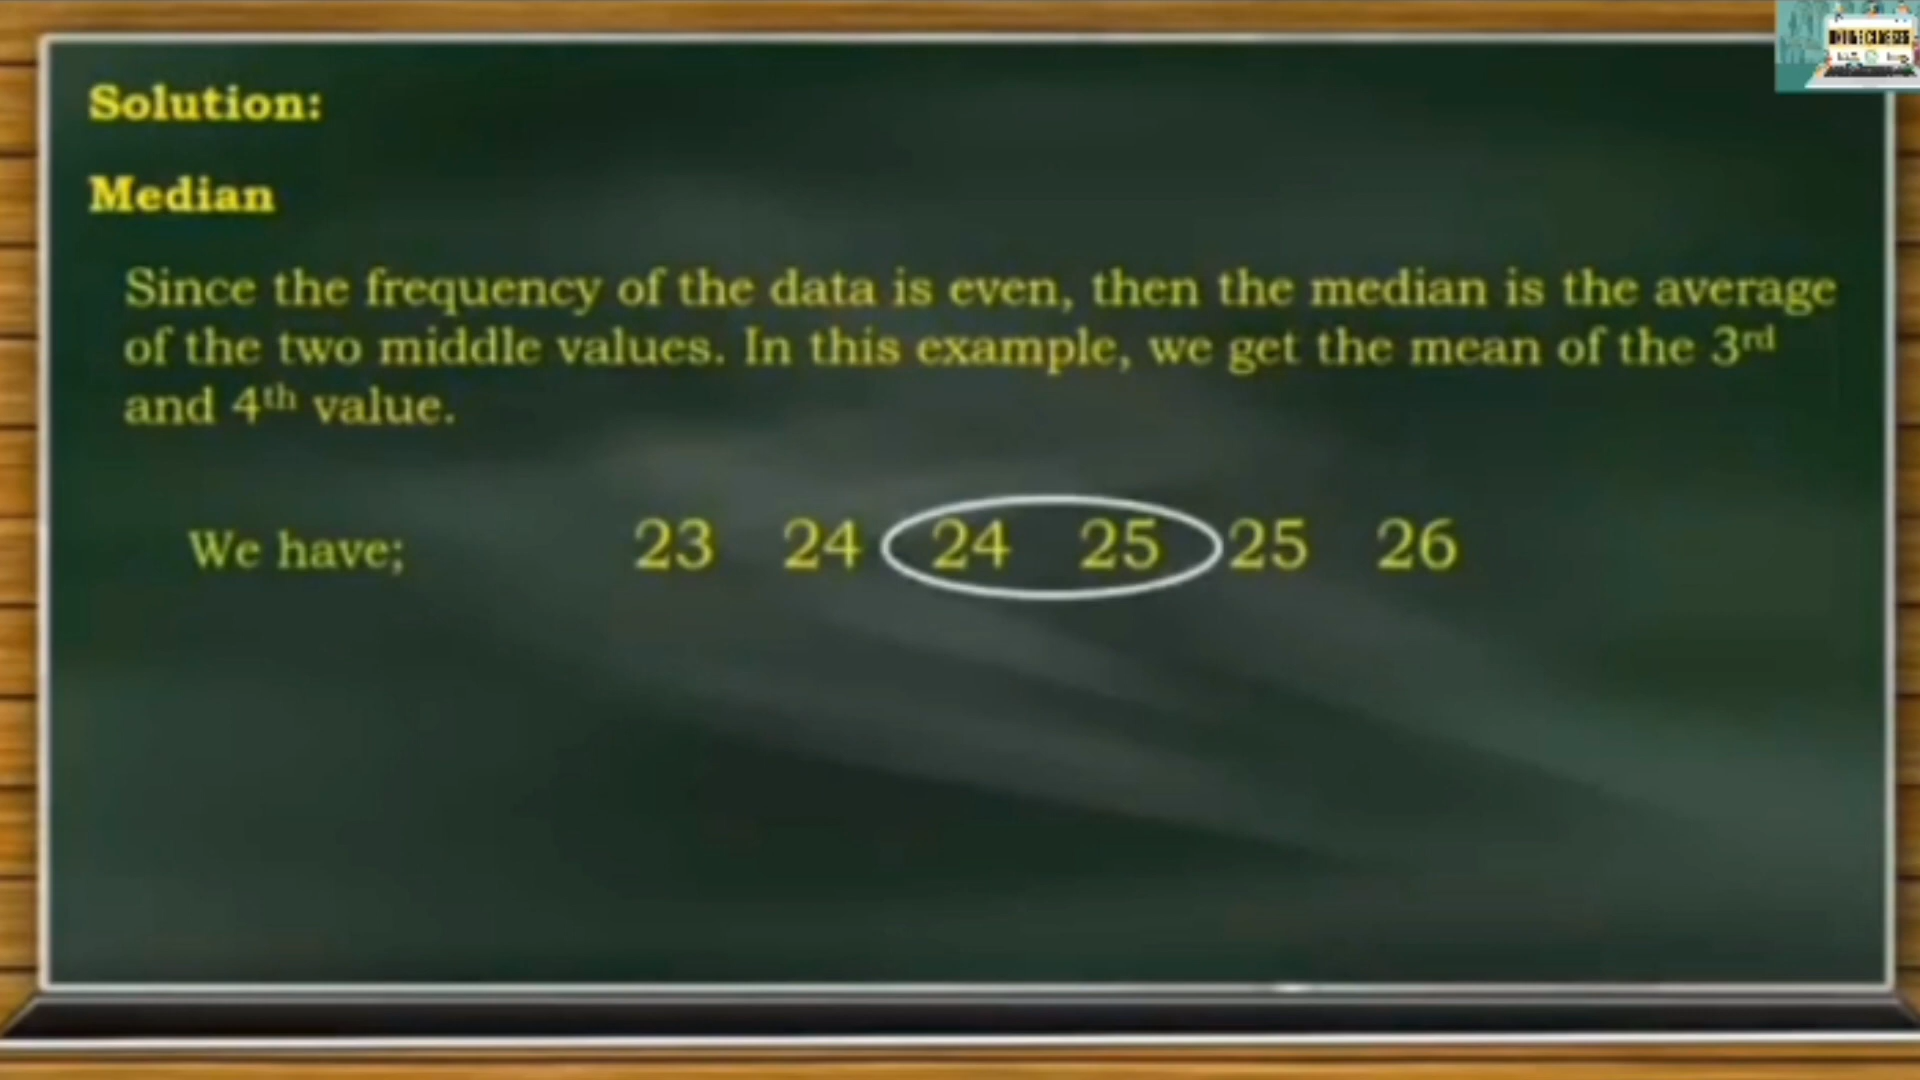 Solution:
Median
Since the frequency of the data is even, then the median is the average
of the two middle values. In this example, we get the mean of the 3rd
and 4th value.
We have; 23 24 24 25 25 26